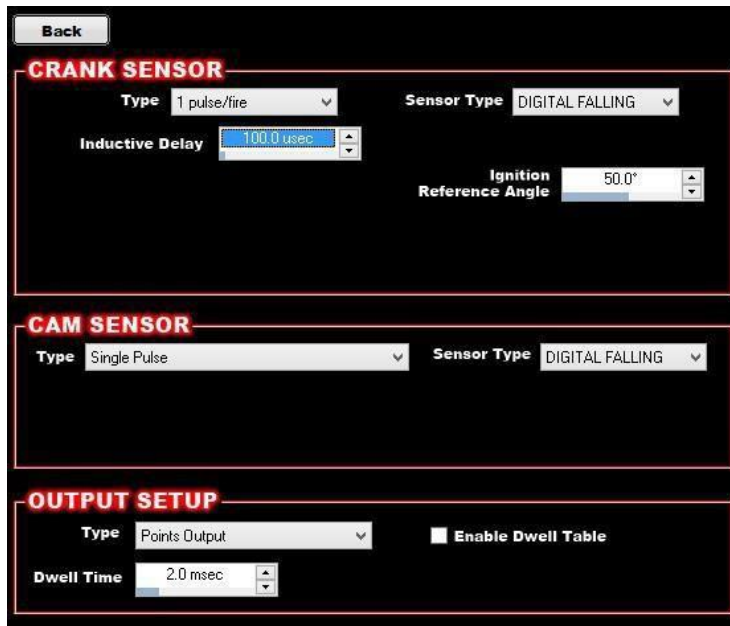 Back
CRANK SENSOR
Type 1 pulse/fire Sensor Type DIGITAL FALLING
Inductive Delay 100.0 usec
Ignition
Reference Angle 50.0°
CAM SENSOR
Type Single Pulse Sensor Type DIGITAL FALLING
OUTPUT SETUP
Type Points Output Enable Dwell Table
Dwell Time 2.0 msec